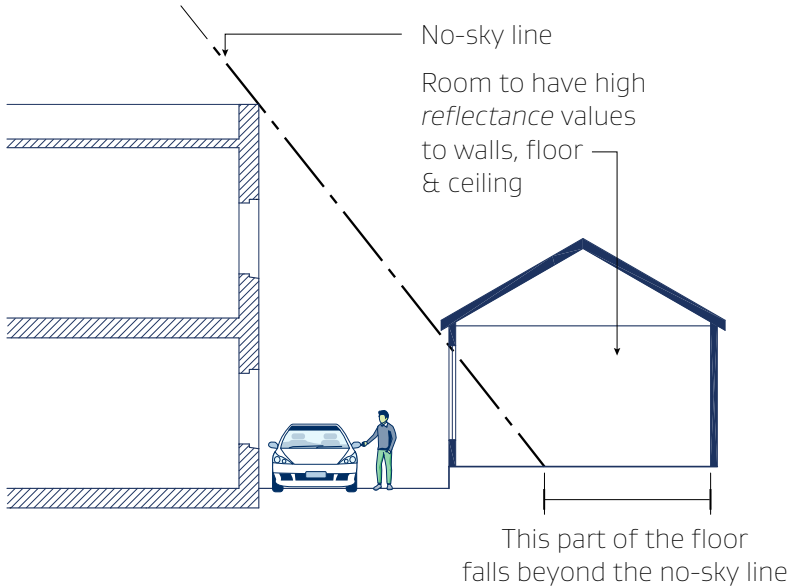 No-sky line
Room to have high
reflectance values
to walls, floor
& ceiling
This part of the floor
falls beyond the no-sky line